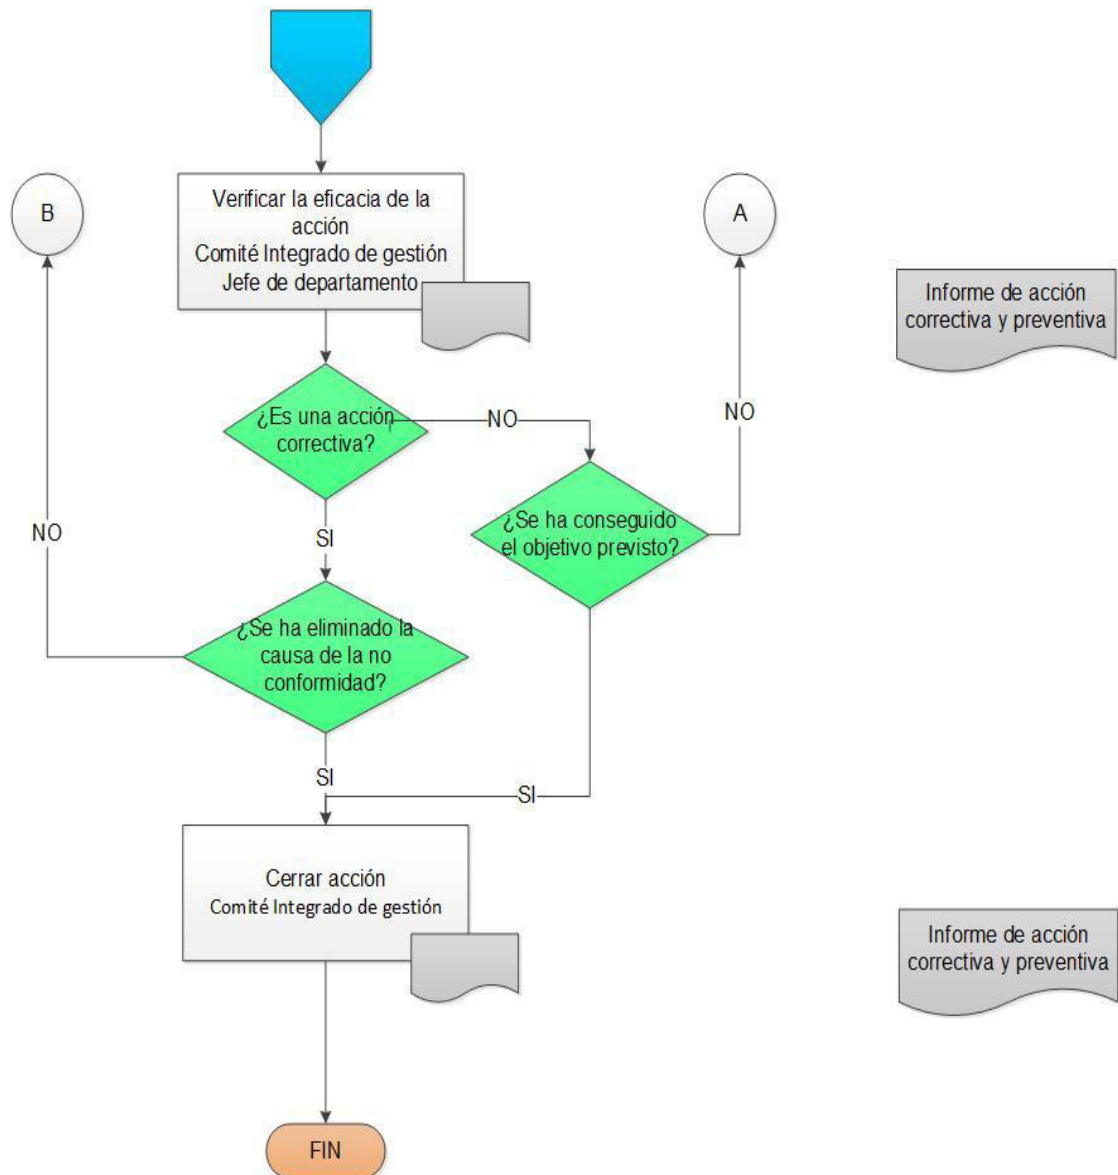 Verificar la eficacia de la
acción
Comité Integrado de gestión
Jefe de departamento
B
A
Informe de acción
correctiva y preventiva
¿Es una acción
correctiva?
NO
NO
¿Se ha conseguido
el objetivo previsto?
NO
SI
¿Se ha eliminado la
causa de la no
conformidad?
SI
SI
Cerrar acción
Comité Integrado de gestión
Informe de acción
correctiva y preventiva
FIN